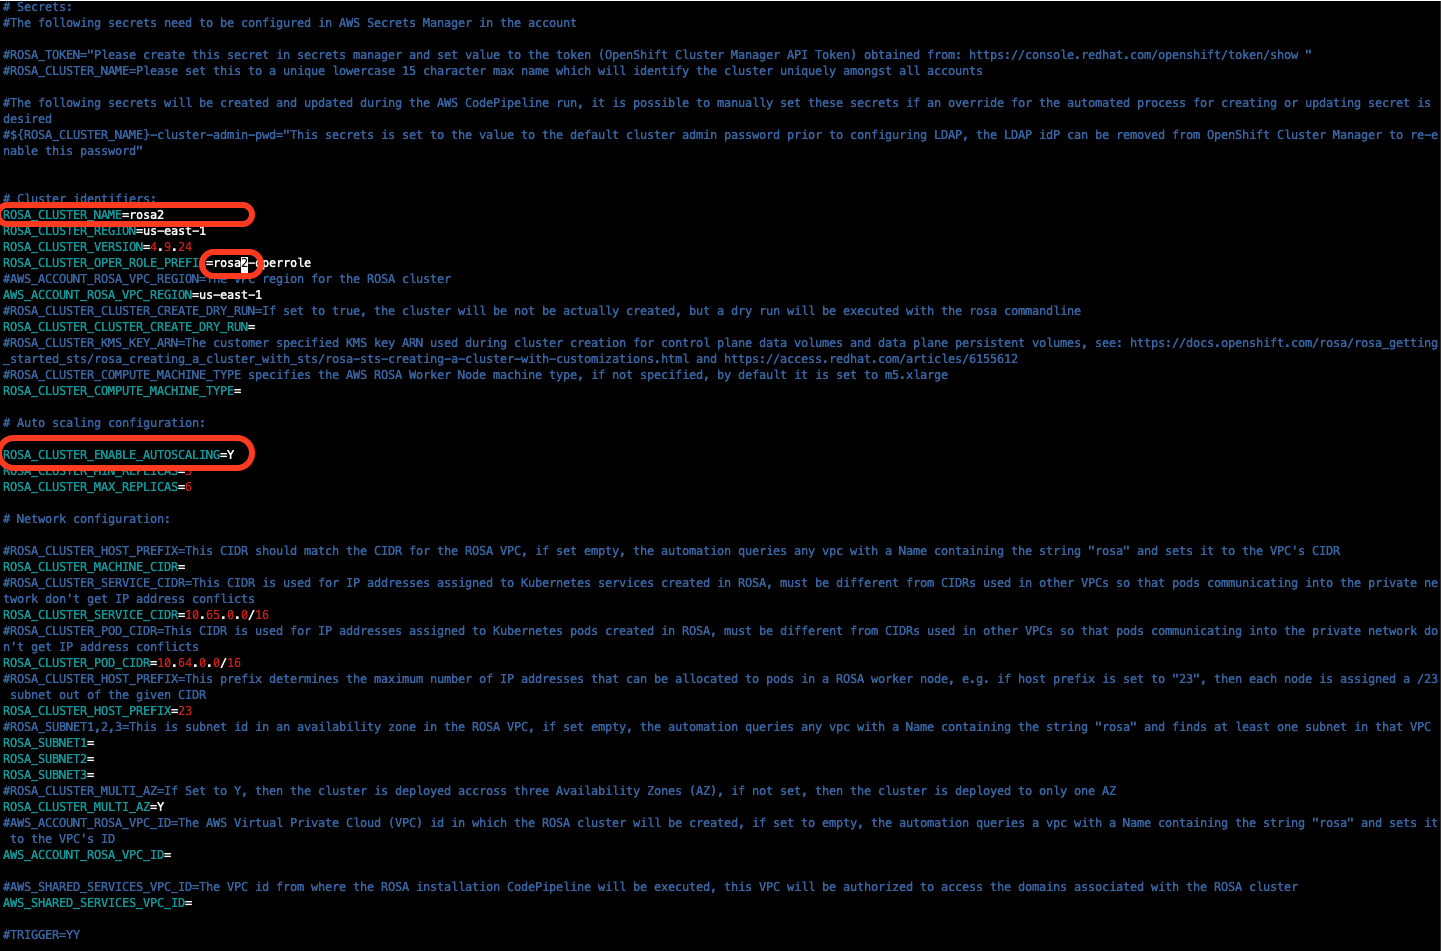 # Secrets:
#The following secrets need to be configured in AWS Secrets Manager in the account
#ROSA_TOKEN="Please create this secret in secrets manager and set value to the token (OpenShift Cluster Manager API Token) obtained from: https://console.redhat.com/openshift/token/show "
#ROSA_CLUSTER_NAME=Please set this to a unique lowercase 15 character max name which will identify the cluster uniquely amongst all accounts
#The following secrets will be created and updated during the AWS CodePipeline run, it is possible to manually set these secrets if an override for the automated process for creating or updating secret is
desired
#${ROSA_CLUSTER_NAME}-cluster-admin-pwd="This secrets is set to the value to the default cluster admin password prior to configuring LDAP, the LDAP idP can be removed from OpenShift Cluster Manager to re-e
nable this password"
# Cluster identifiers:
ROSA_CLUSTER_NAME=rosa2
ROSA_CLUSTER_REGION=us-east-1
ROSA_CLUSTER_VERSION=4.9.24
ROSA_CLUSTER_OPER_ROLE_PREFI =rosa2-operrole
#AWS_ACCOUNT_ROSA_VPC_REGION=The VPC region for the ROSA cluster
AWS_ACCOUNT_ROSA_VPC_REGION=us-east-1
#ROSA_CLUSTER_CLUSTER_CREATE_DRY_RUN=If set to true, the cluster will be not be actually created, but a dry run will be executed with the rosa commandline
ROSA_CLUSTER_CLUSTER_CREATE_DRY_RUN=
#ROSA_CLUSTER_KMS_KEY_ARN=The customer specified KMS key ARN used during cluster creation for control plane data volumes and data plane persistent volumes, see: https://docs.openshift.com/rosa/rosa_getting
_started_sts/rosa_creating_a_cluster_with_sts/rosa-sts-creating-a-cluster-with-customizations.html and https://access.redhat.com/articles/6155612
#ROSA_CLUSTER_COMPUTE_MACHINE_TYPE specifies the AWS ROSA Worker Node machine type, if not specified, by default it is set to m5.xlarge
ROSA_CLUSTER_COMPUTE_MACHINE_TYPE=
# Auto scaling configuration:
ROSA_CLUSTER_ENABLE_AUTOSCALING=Y
ROSA_CLUSTER_MIN_REPLICAS=3
ROSA_CLUSTER_MAX_REPLICAS=6
# Network configuration:
#ROSA_CLUSTER_HOST_PREFIX=This CIDR should match the CIDR for the ROSA VPC, if set empty, the automation queries any vpc with a Name containing the string "rosa" and sets it to the VPC's CIDR
ROSA_CLUSTER_MACHINE_CIDR=
#ROSA_CLUSTER_SERVICE_CIDR=This CIDR is used for IP addresses assigned to Kubernetes services created in ROSA, must be different from CIDRs used in other VPCs so that pods communicating into the private ne
twork don't get IP address conflicts
ROSA_CLUSTER_SERVICE_CIDR=10.65.0.0/16
#ROSA_CLUSTER_POD_CIDR=This CIDR is used for IP addresses assigned to Kubernetes pods created in ROSA, must be different from CIDRs used in other VPCs so that pods communicating into the private network do
n't get IP address conflicts
ROSA_CLUSTER_POD_CIDR=10.64.0.0/16
#ROSA_CLUSTER_HOST_PREFIX=This prefix determines the maximum number of IP addresses that can be allocated to pods in a ROSA worker node, e.g. if host prefix is set to "23", then each node is assigned a /23
subnet out of the given CIDR
ROSA_CLUSTER_HOST_PREFIX=23
#ROSA_SUBNET1,2,3=This is subnet id in an availability zone in the ROSA VPC, if set empty, the automation queries any vpc with a Name containing the string "rosa" and finds at least one subnet in that VPC
ROSA_SUBNET1=
ROSA_SUBNET2=
ROSA_SUBNET3=
#ROSA_CLUSTER_MULTI_AZ=If Set to Y, then the cluster is deployed accross three Availability Zones (AZ), if not set, then the cluster is deployed to only one AZ
ROSA_CLUSTER_MULTI_AZ=Y
#AWS_ACCOUNT_ROSA_VPC_ID=The AWS Virtual Private Cloud (VPC) id in which the ROSA cluster will be created, if set to empty, the automation queries a vpc with a Name containing the string "rosa" and sets it
to the VPC's ID
AWS_ACCOUNT_ROSA_VPC_ID=
#AWS_SHARED_SERVICES_VPC_ID=The VPC id from where the ROSA installation CodePipeline will be executed, this VPC will be authorized to access the domains associated with the ROSA cluster
AWS_SHARED_SERVICES_VPC_ID=
#TRIGGER=YY